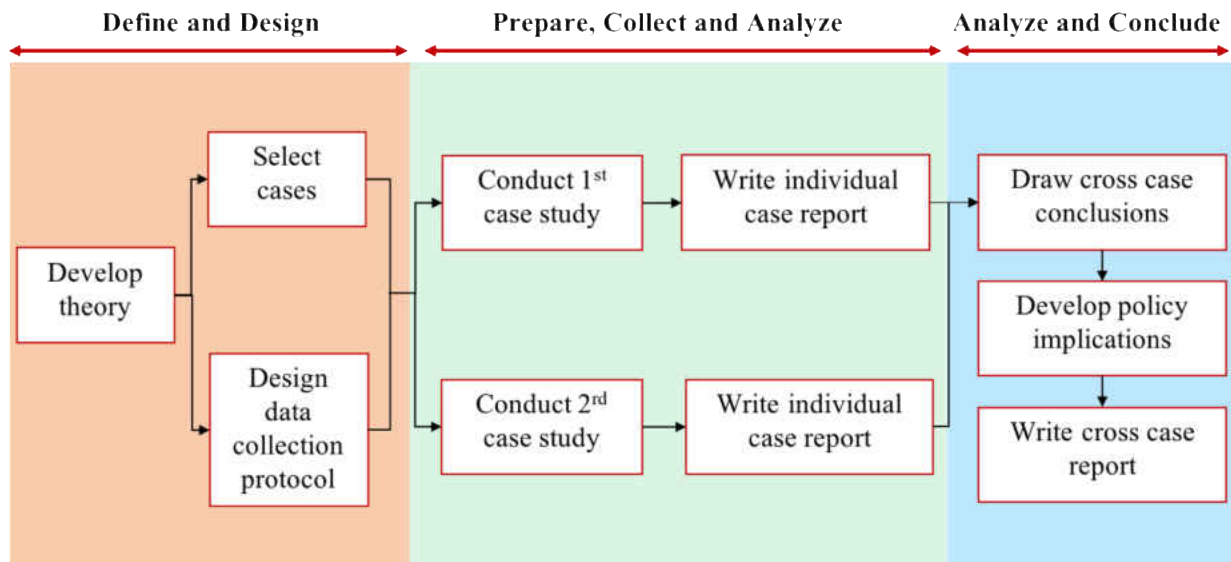 Define and Design
Prepare, Collect and Analyze
Analyze and Conclude
Develop
theory
Select
cases
Design
data
collection
protocol
Conduct 1st
case study
Write individual
case report
Conduct 2rd
case study
Write individual
case report
Draw cross case
conclusions
Develop policy
implications
Write cross case
report